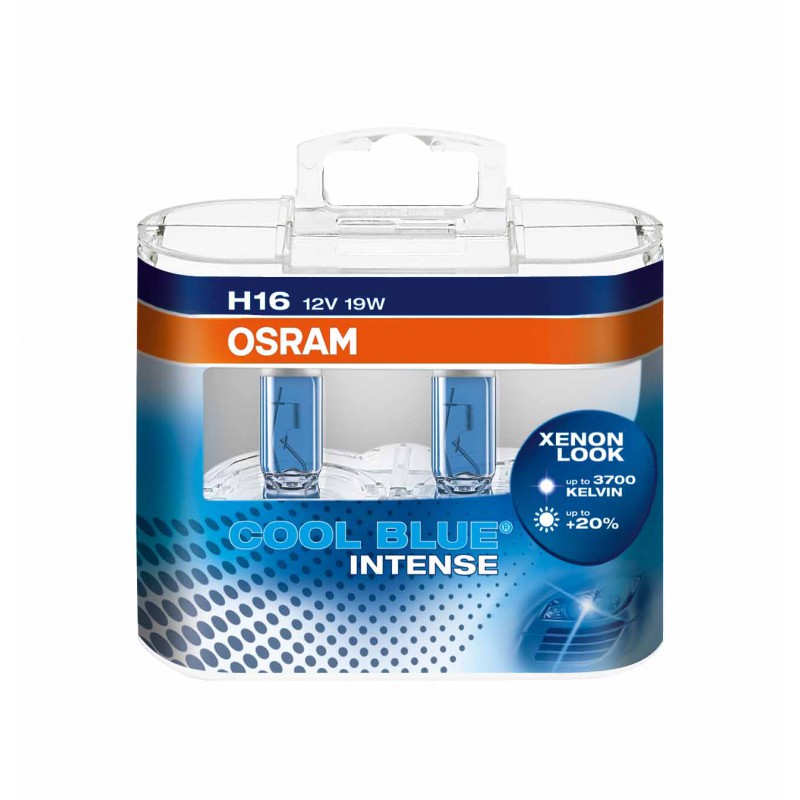 H16 12V 19W
OSRAM
XENON
LOOK
up to 3700
KELVIN
up to
+20%
COOL BLUE®
INTENSE